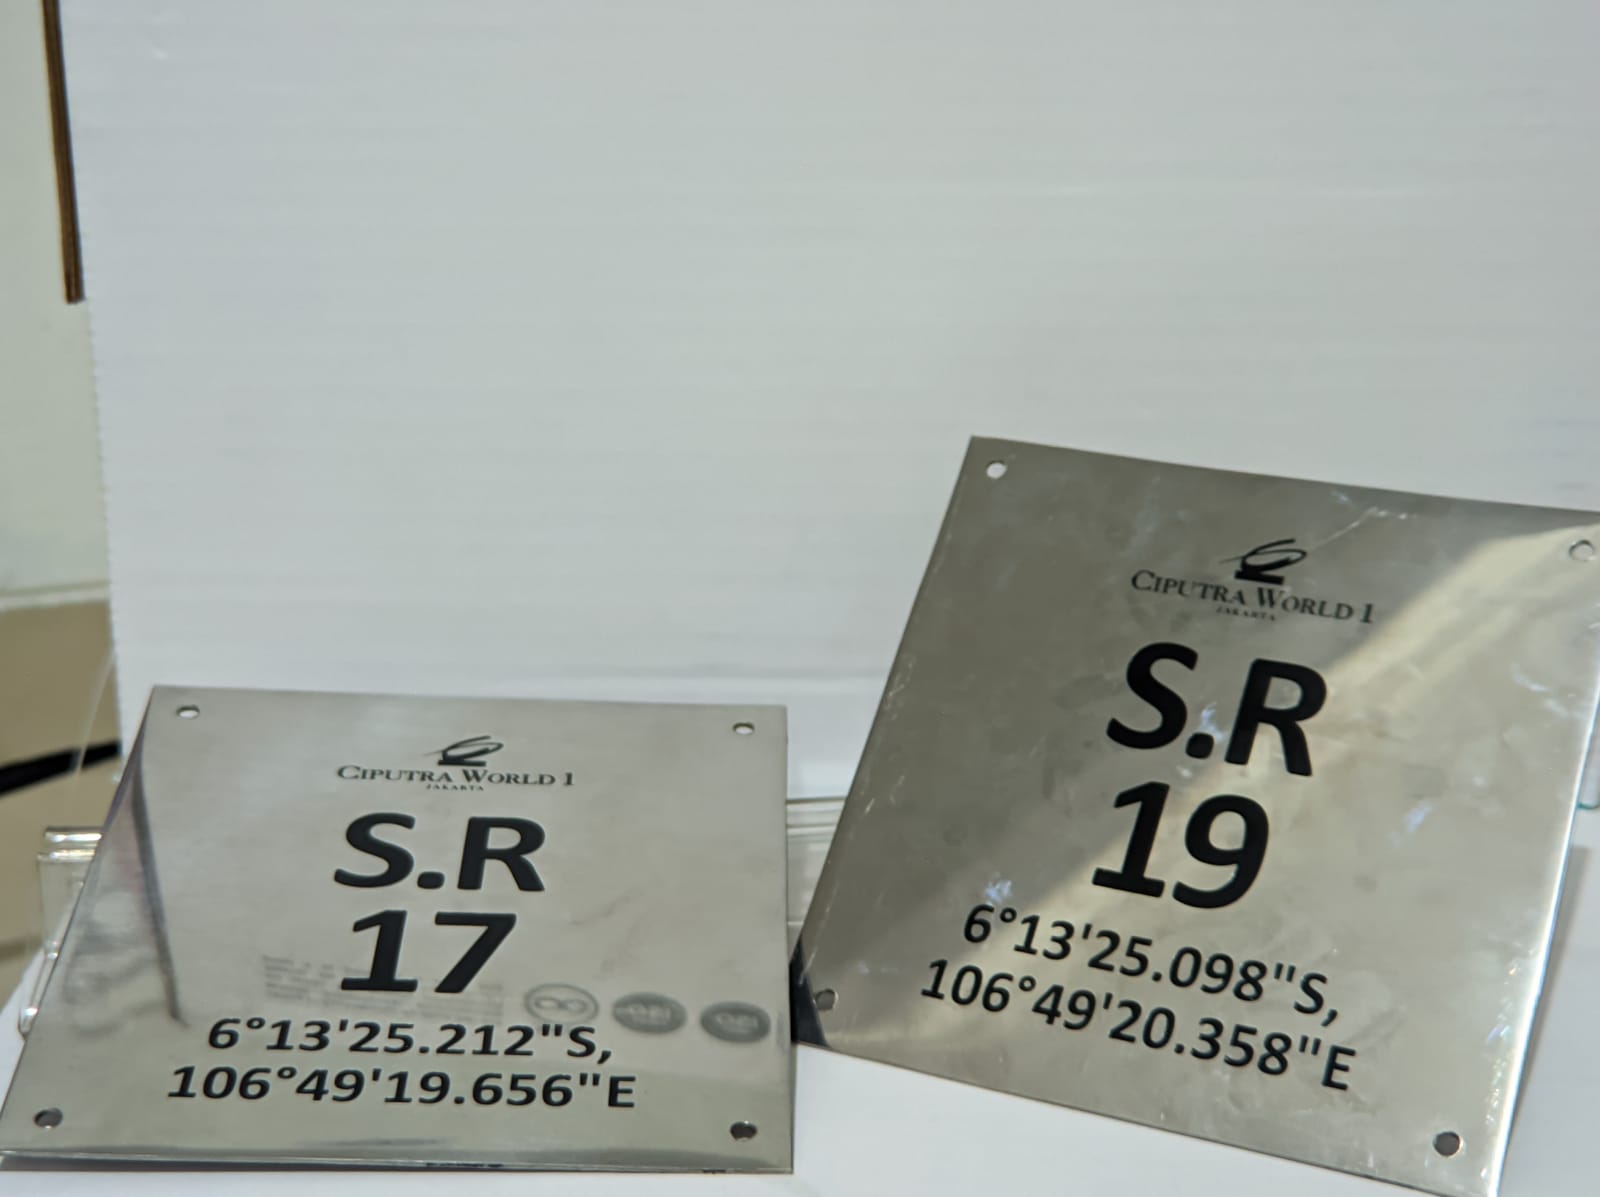 CIPUTRA WORLD 1
JAKARTA
S.R
17
6°13'25.212"S,
106°49'19.656"E
CIPUTRA WORLD 1
JAKARTA
S.R
19
6°13'25.098"S,
106°49'20.358"E